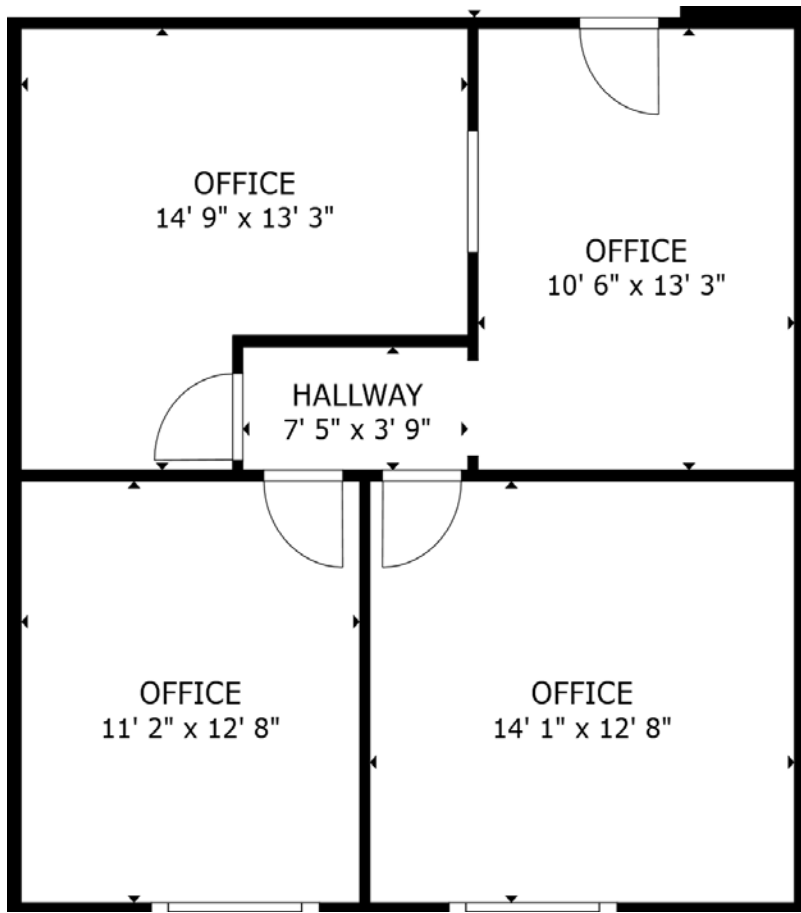 OFFICE
14' 9" x 13' 3"
OFFICE
10' 6" x 13' 3"
HALLWAY
7' 5" x 3' 9"
OFFICE
11' 2" x 12' 8"
OFFICE
14' 1" x 12' 8"